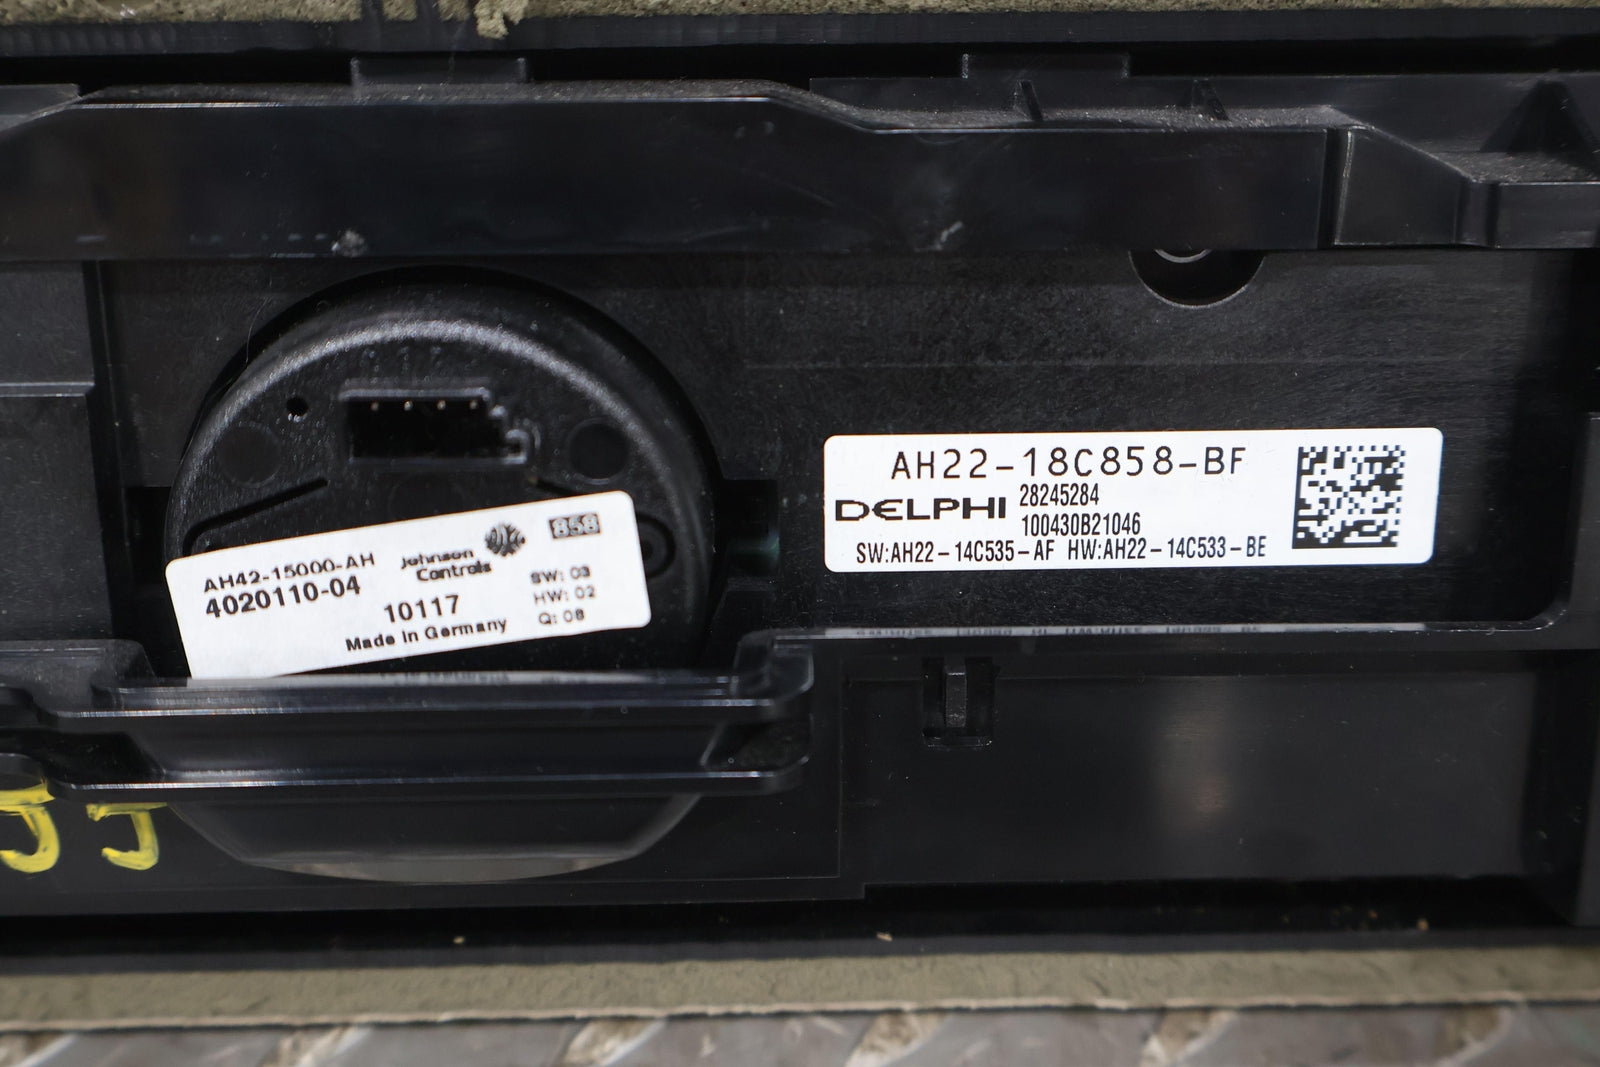 AH42-15000-AH
4020110-04
Johnson
Controls
858
10117
SW: 03
HW: 02
Q: 08
Made in Germany
AH22-18C858-BF
DELPHI
28245284
100430B21046
SW:AH22-14C535-AF HW:AH22-14C533-BE